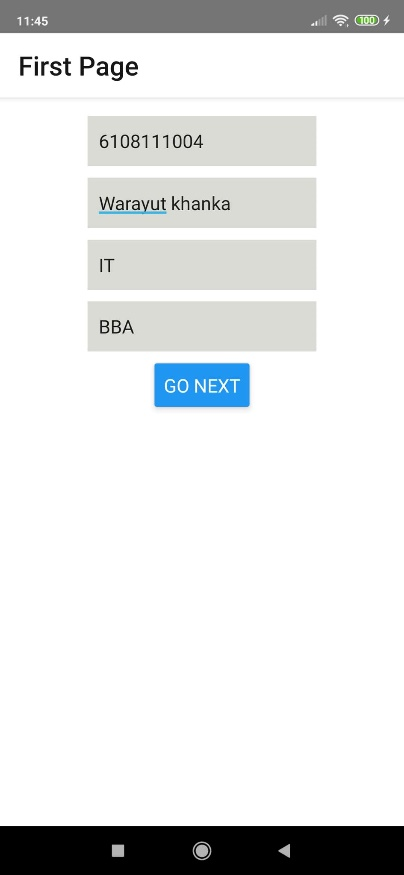 11:45
100
First Page
6108111004
Warayut khanka
IT
BBA
GO NEXT